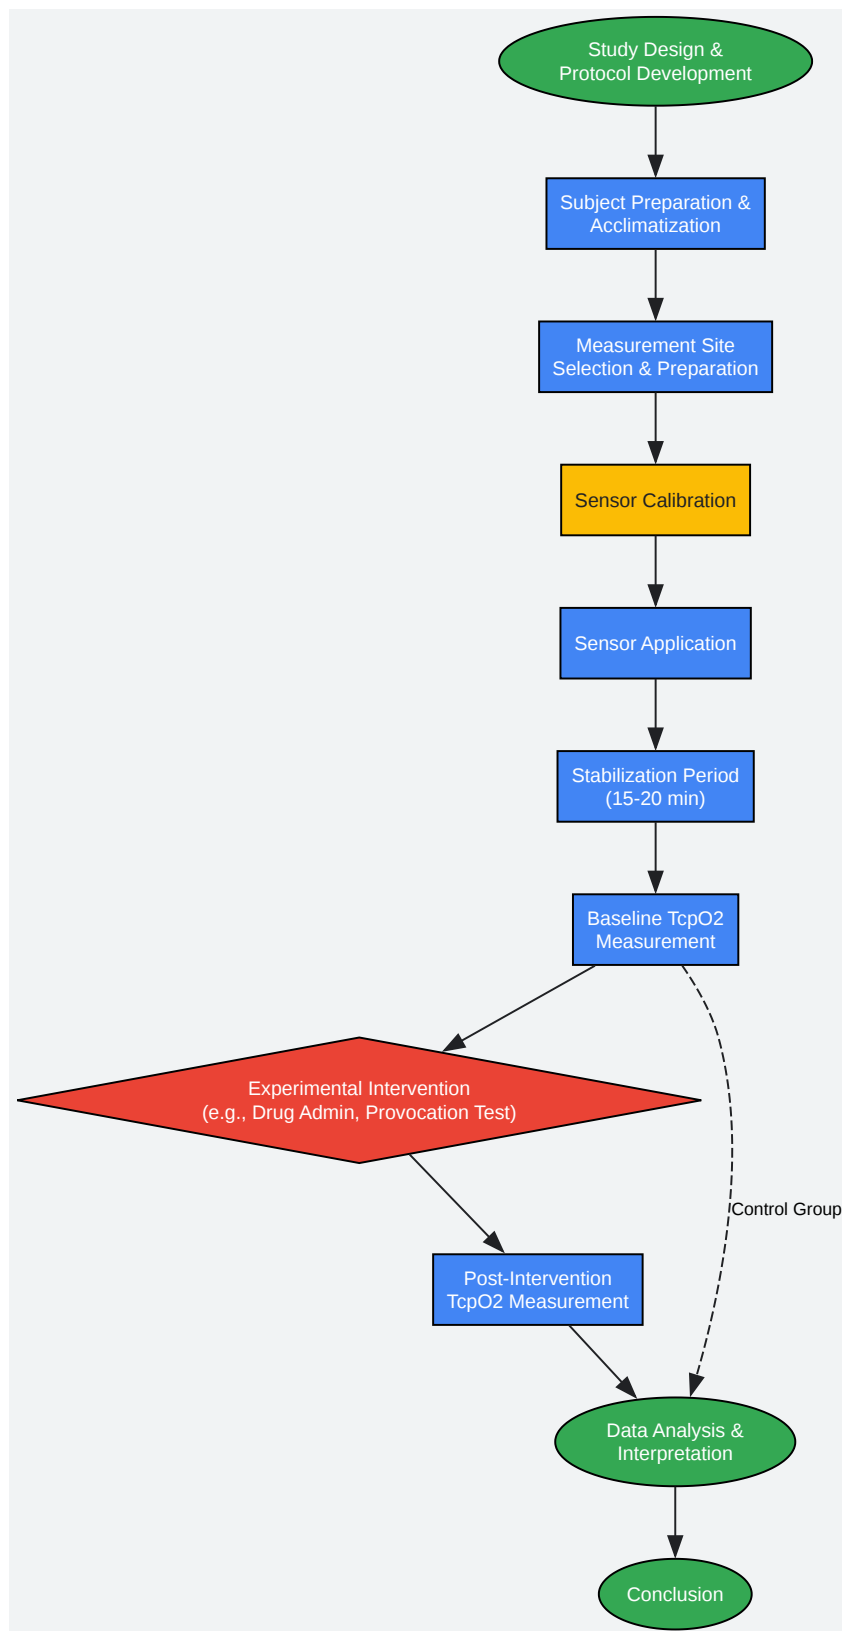 Study Design &
Protocol Development
Subject Preparation &
Acclimatization
Measurement Site
Selection & Preparation
Sensor Calibration
Sensor Application
Stabilization Period
(15-20 min)
Baseline TcpO2
Measurement
Experimental Intervention
(e.g., Drug Admin, Provocation Test)
Control Group
Post-Intervention
TcpO2 Measurement
Data Analysis &
Interpretation
Conclusion